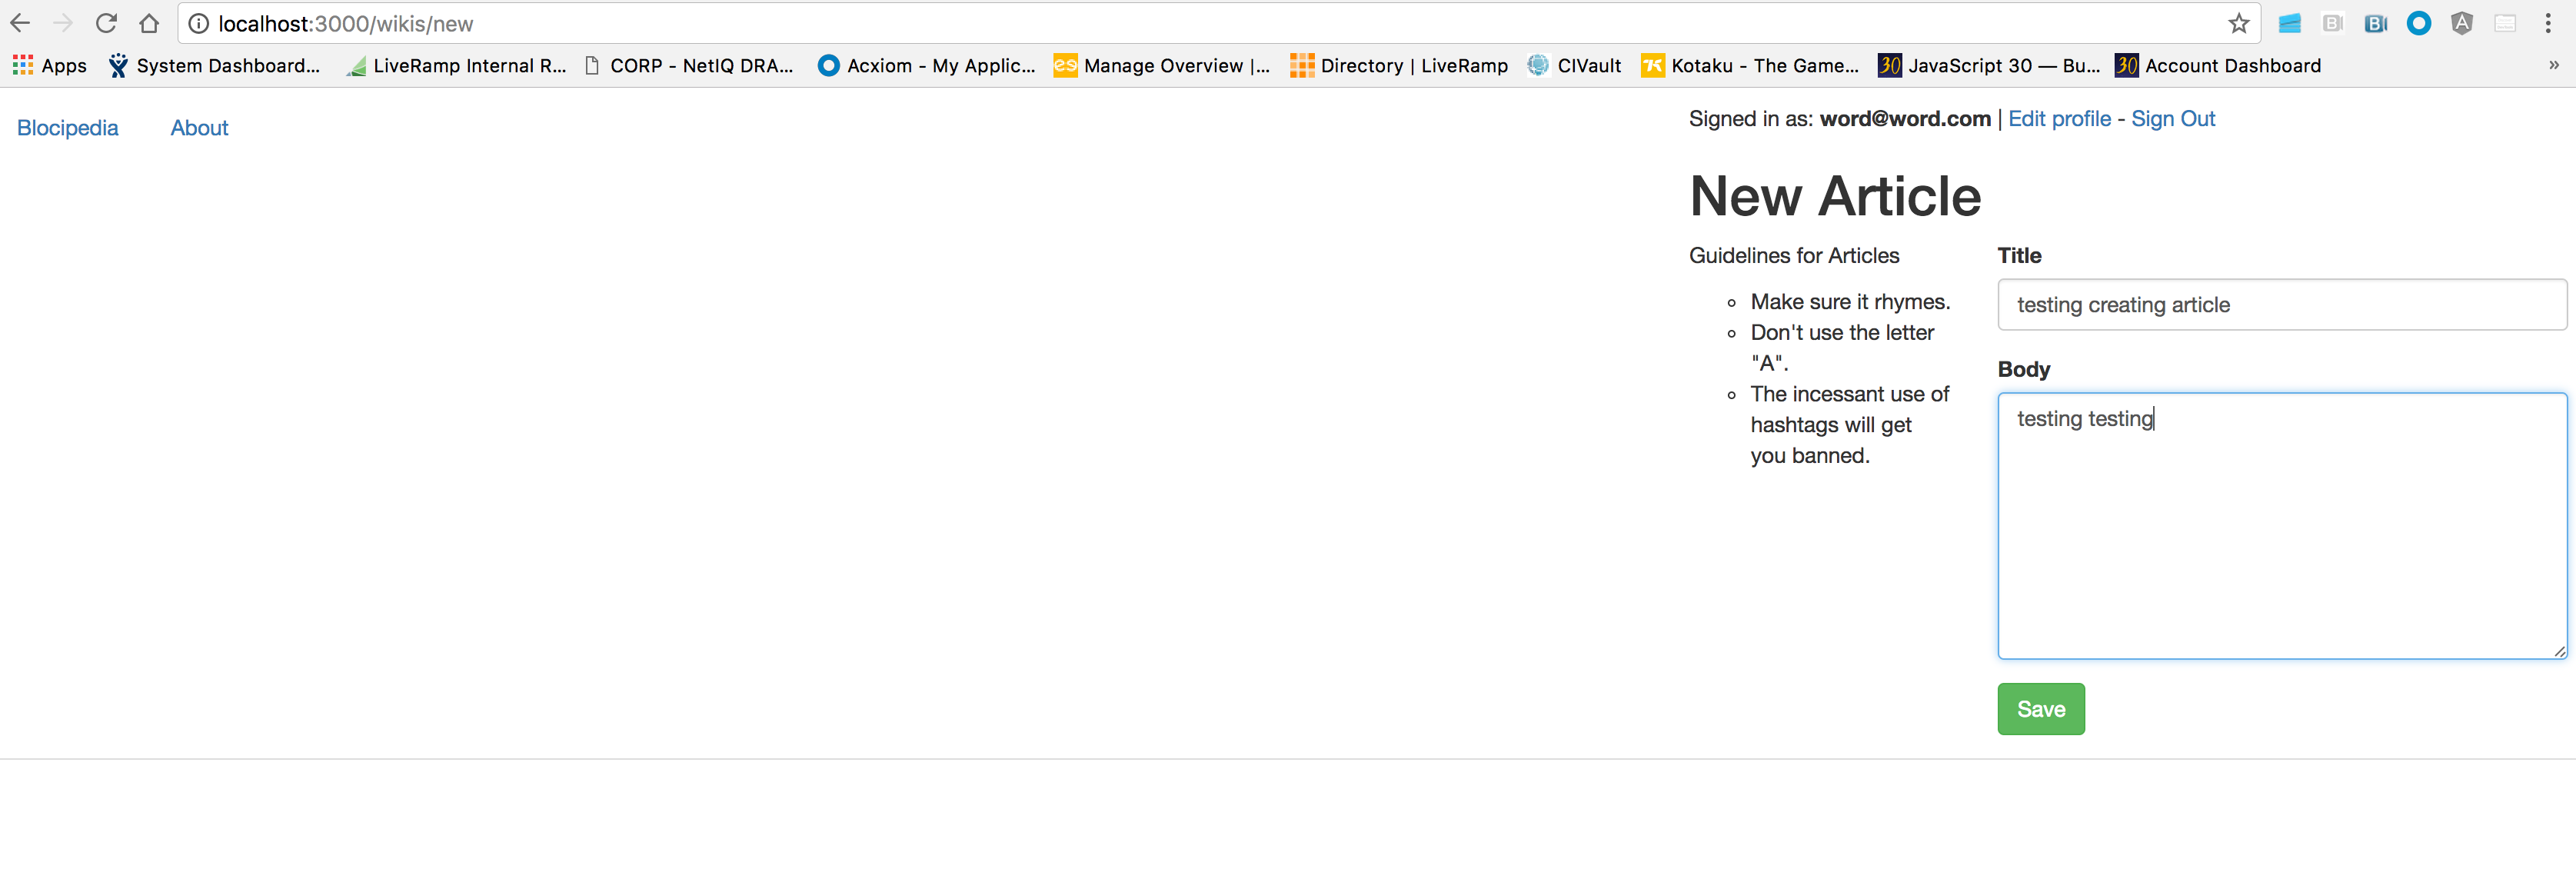 localhost:3000/wikis/new
Apps System Dashboard... LiveRamp Internal R... CORP - NetIQ DRA... Acxiom - My Applic... es Manage Overview |... Directory | LiveRamp CIVault Kotaku - The Game... 30 JavaScript 30 — Bu... 30 Account Dashboard »
Blocipedia About
Signed in as: word@word.com | Edit profile - Sign Out
New Article
Guidelines for Articles
Make sure it rhymes.
Don't use the letter
"A".
The incessant use of
hashtags will get
you banned.
Title
testing creating article
Body
testing testing
Save